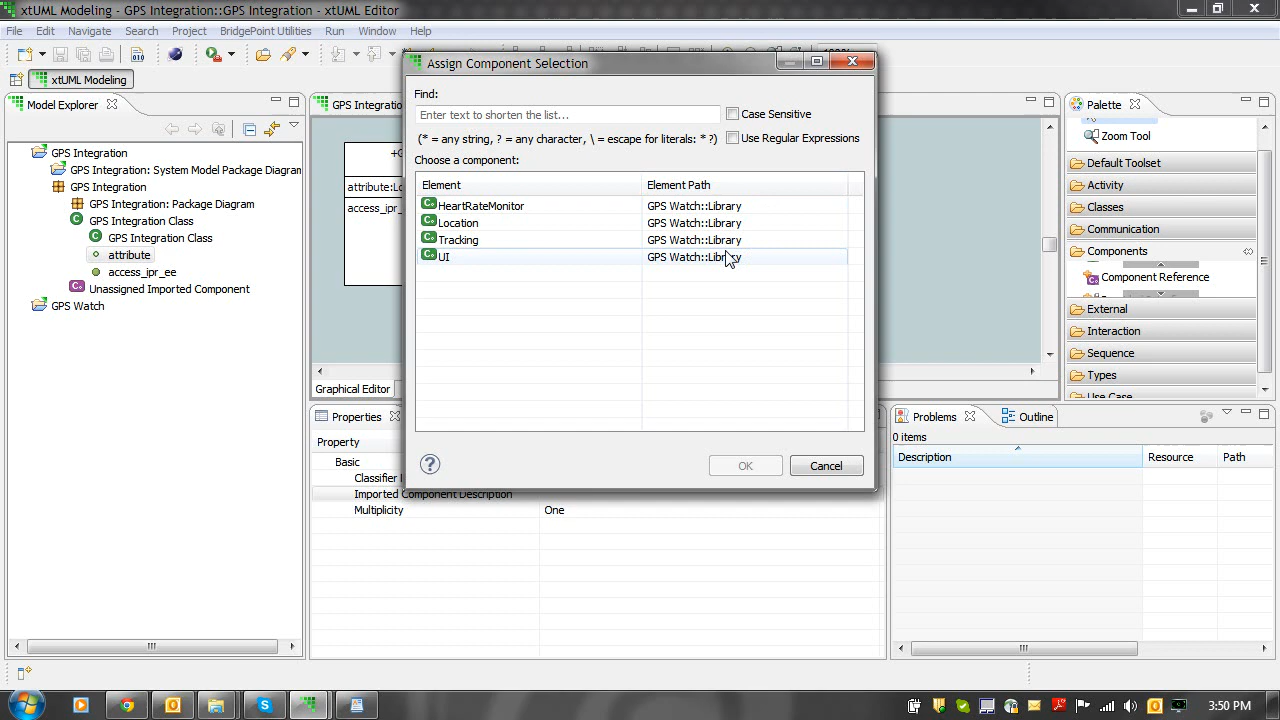 xtUML Modeling - GPS Integration::GPS Integration - xtUML Editor
File Edit Navigate Search Project BridgePoint Utilities Run Window Help
xtUML Modeling
Model Explorer
GPS Integration
GPS Integration: System Model Package Diagram
GPS Integration
GPS Integration: Package Diagram
GPS Integration Class
GPS Integration Class
attribute
access_ipr_ee
Unassigned Imported Component
GPS Watch
GPS Integratio
attribute:Lo
access_ipr_
Graphical Editor
Assign Component Selection
Find:
Enter text to shorten the list...
Case Sensitive
(* = any string, ? = any character, \ = escape for literals: * ?)
Use Regular Expressions
Choose a component:
Element Element Path
HeartRateMonitor GPS Watch::Library
Location GPS Watch::Library
Tracking GPS Watch::Library
UI GPS Watch::Library
OK Cancel
Properties
Property
Basic
Classifier
Imported Component Description
Multiplicity One
Palette
Zoom Tool
Default Toolset
Activity
Classes
Communication
Components
Component Reference
External
Interaction
Sequence
Types
Use Case
Problems Outline
0 items
Description Resource Path
3:50 PM